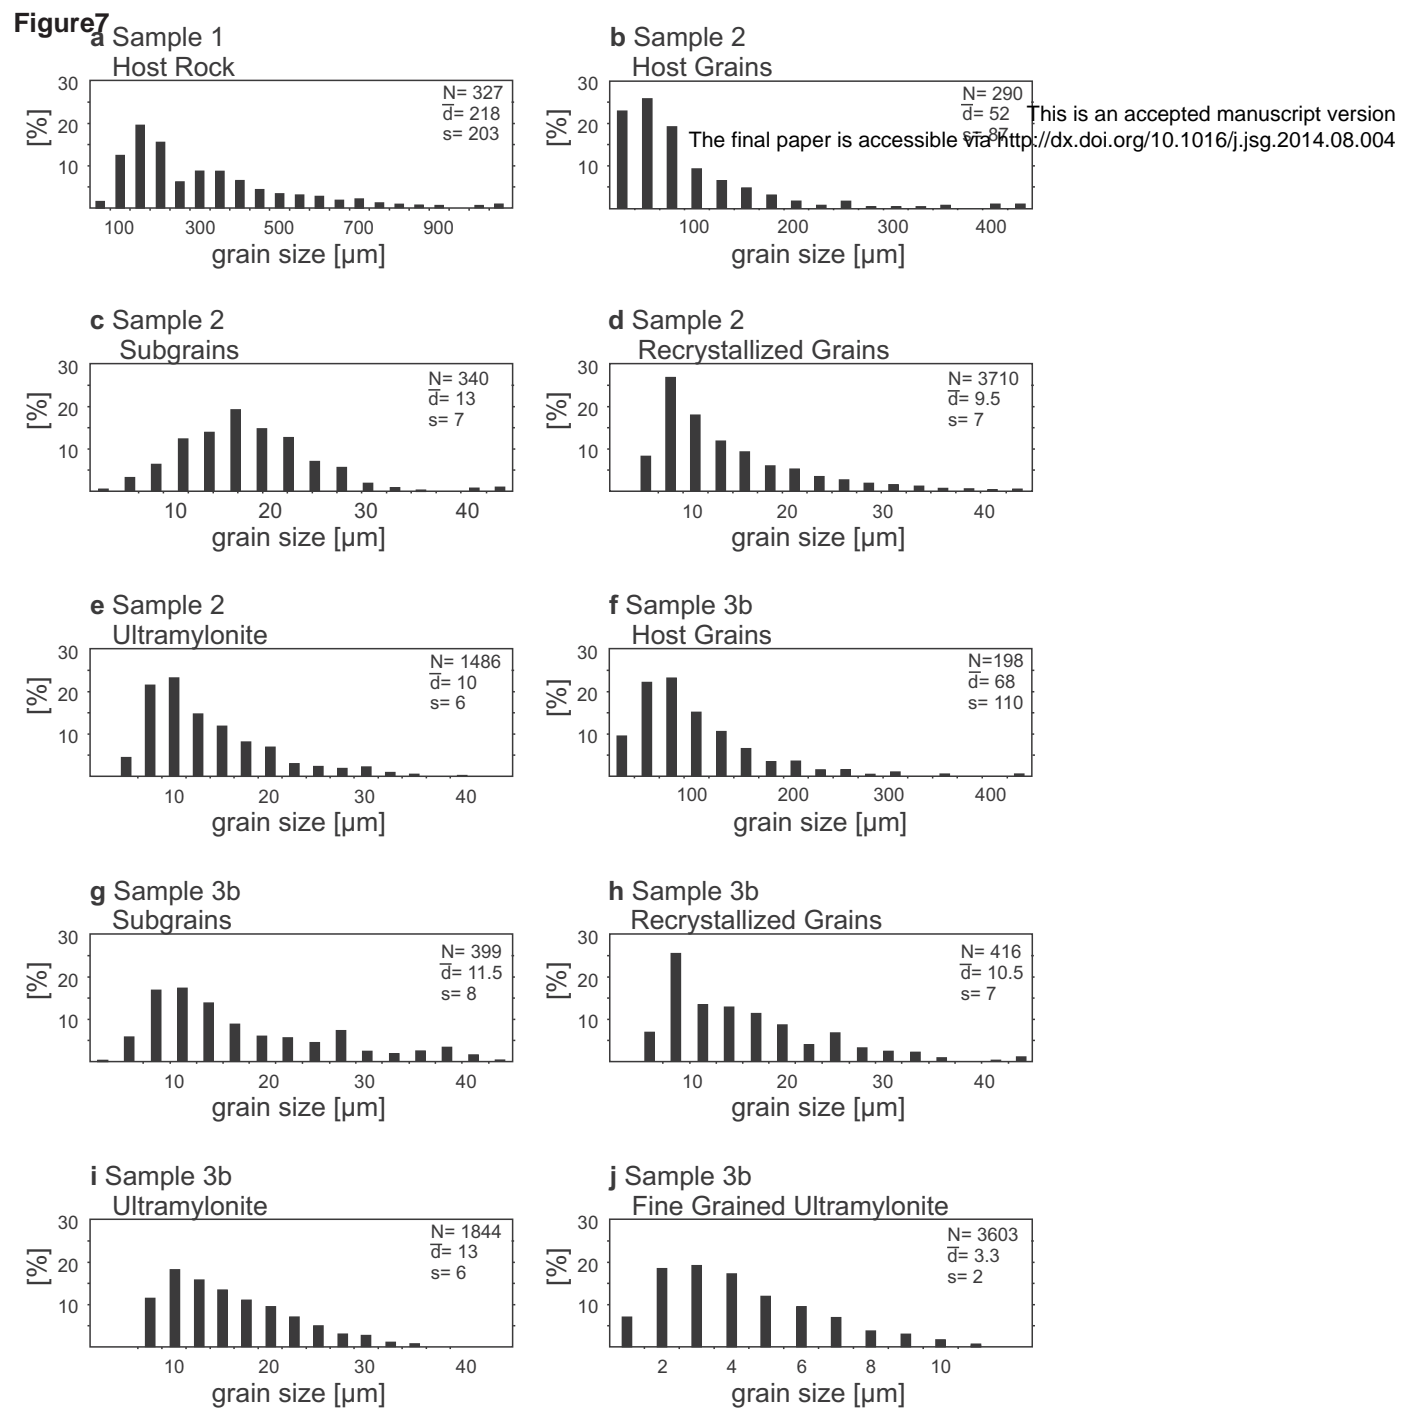 Figure7
a Sample 1
Host Rock
30
20
10
[%]
N= 327
d̅= 218
s= 203
100 300 500 700 900
grain size [µm]
b Sample 2
Host Grains
30
20
10
[%]
N= 290
d̅= 52
s= 87
This is an accepted manuscript version
The final paper is accessible via http://dx.doi.org/10.1016/j.jsg.2014.08.004
100 200 300 400
grain size [µm]
c Sample 2
Subgrains
30
20
10
[%]
N= 340
d̅= 13
s= 7
10 20 30 40
grain size [µm]
d Sample 2
Recrystallized Grains
30
20
10
[%]
N= 3710
d̅= 9.5
s= 7
10 20 30 40
grain size [µm]
e Sample 2
Ultramylonite
30
20
10
[%]
N= 1486
d̅= 10
s= 6
10 20 30 40
grain size [µm]
f Sample 3b
Host Grains
30
20
10
[%]
N=198
d̅= 68
s= 110
100 200 300 400
grain size [µm]
g Sample 3b
Subgrains
30
20
10
[%]
N= 399
d̅= 11.5
s= 8
10 20 30 40
grain size [µm]
h Sample 3b
Recrystallized Grains
30
20
10
[%]
N= 416
d̅= 10.5
s= 7
10 20 30 40
grain size [µm]
i Sample 3b
Ultramylonite
30
20
10
[%]
N= 1844
d̅= 13
s= 6
10 20 30 40
grain size [µm]
j Sample 3b
Fine Grained Ultramylonite
30
20
10
[%]
N= 3603
d̅= 3.3
s= 2
2 4 6 8 10
grain size [µm]